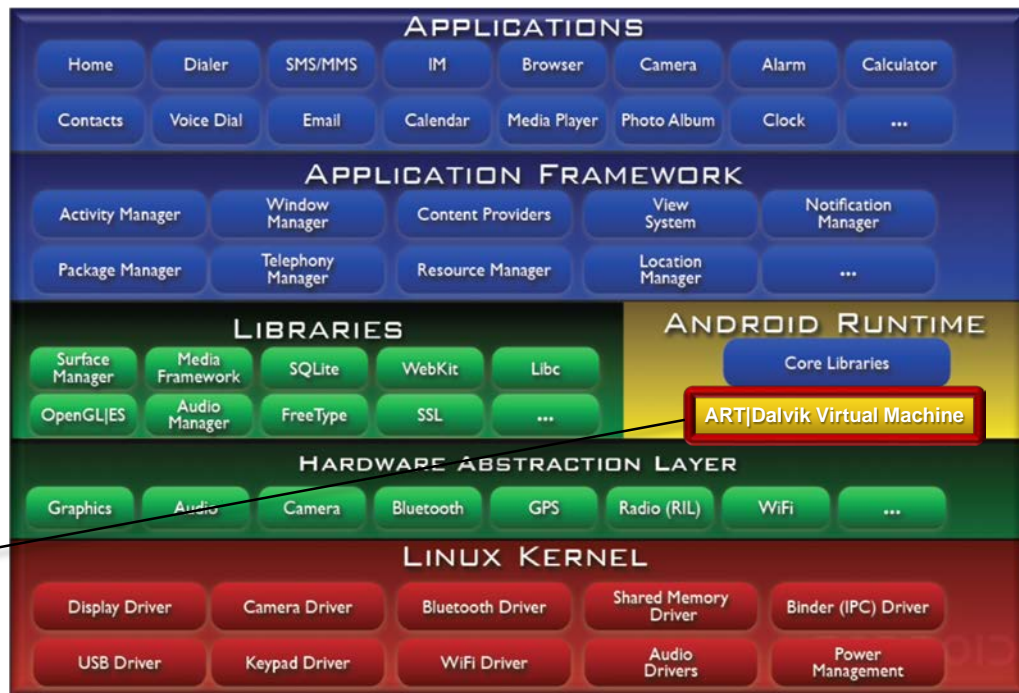 APPLICATIONS
Home Dialer SMS/MMS IM Browser Camera Alarm Calculator
Contacts Voice Dial Email Calendar Media Player Photo Album Clock ...
APPLICATION FRAMEWORK
Activity Manager Window Manager Content Providers View System Notification Manager
Package Manager Telephony Manager Resource Manager Location Manager ...
LIBRARIES
Surface Manager Media Framework SQLite WebKit Libc
OpenGL|ES Audio Manager FreeType SSL ...
ANDROID RUNTIME
Core Libraries
ART|Dalvik Virtual Machine
HARDWARE ABSTRACTION LAYER
Graphics Audio Camera Bluetooth GPS Radio (RIL) WiFi ...
LINUX KERNEL
Display Driver Camera Driver Bluetooth Driver Shared Memory Driver Binder (IPC) Driver
USB Driver Keypad Driver WiFi Driver Audio Drivers Power Management